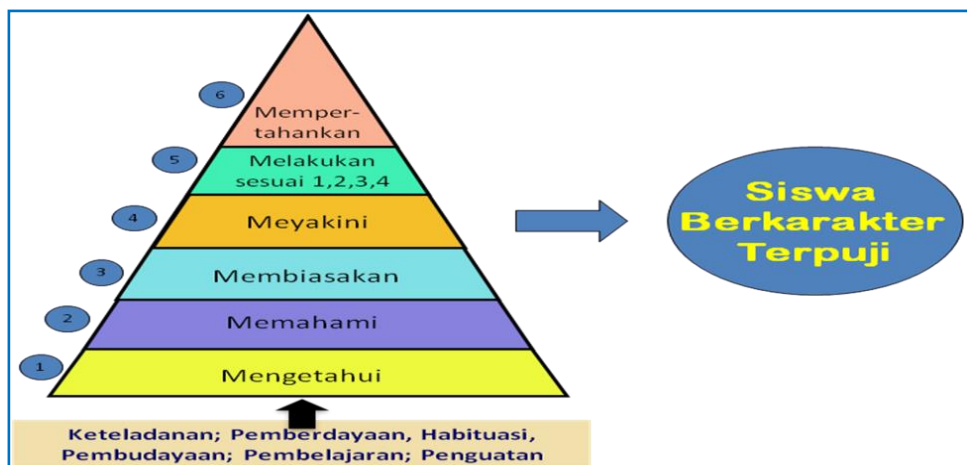 6
Memper-
tahankan
5
Melakukan
sesuai 1,2,3,4
4
Meyakini
3
Membiasakan
2
Memahami
1
Mengetahui
Siswa
Berkarakter
Terpuji
Keteladanan; Pemberdayaan, Habituasi,
Pembudayaan; Pembelajaran; Penguatan